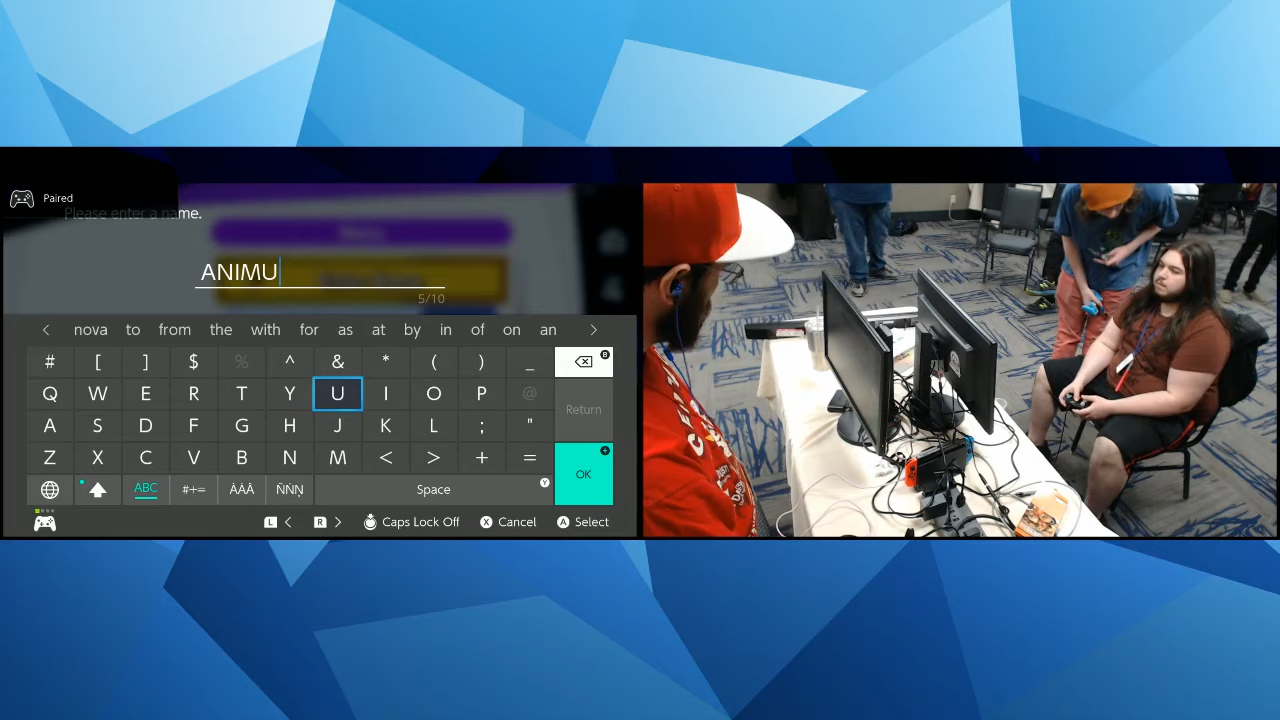 Paired
Please enter a name.
ANIMU
5/10
< nova to from the with for as at by in of on an >
# [ ] $ % ^ & * ( ) _
Q W E R T Y U I O P @
Return
A S D F G H J K L ; "
Z X C V B N M < > + =
OK
ABC #+= ÀÁÂ ÑŃŅ Space
L < R > Caps Lock Off X Cancel A Select